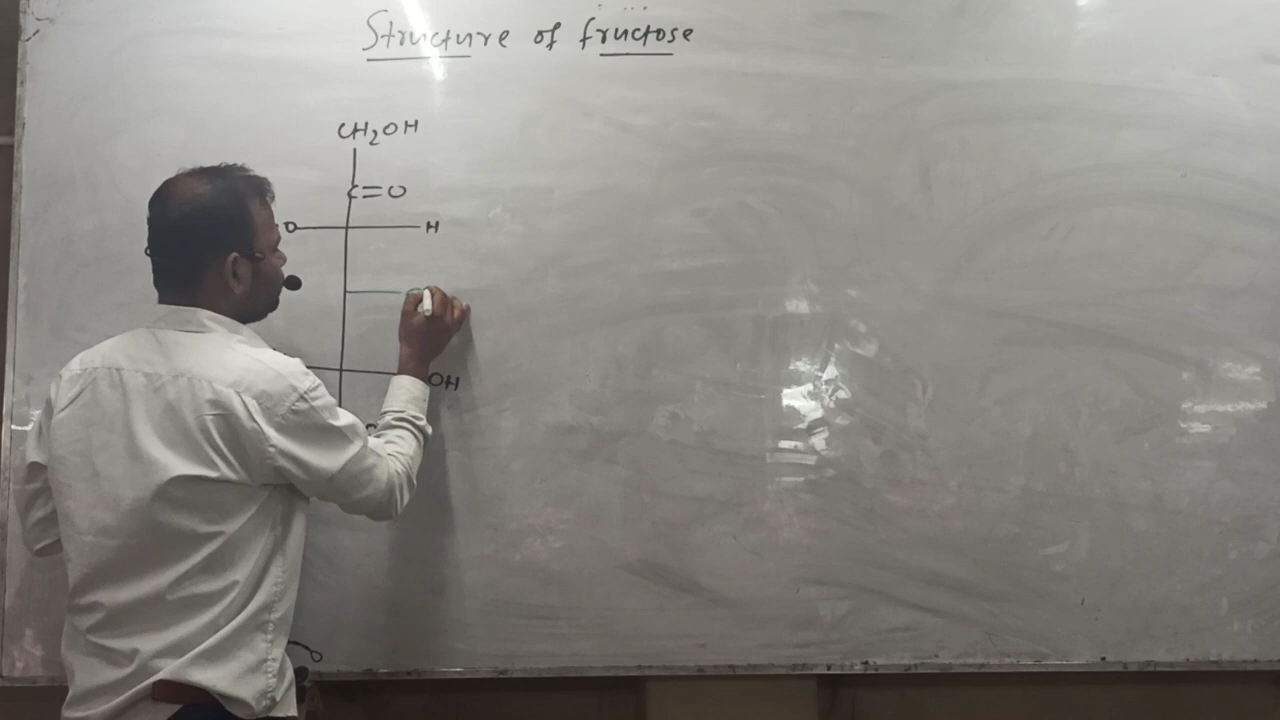 Structure of fructose
CH₂OH
C=O
O H
OH